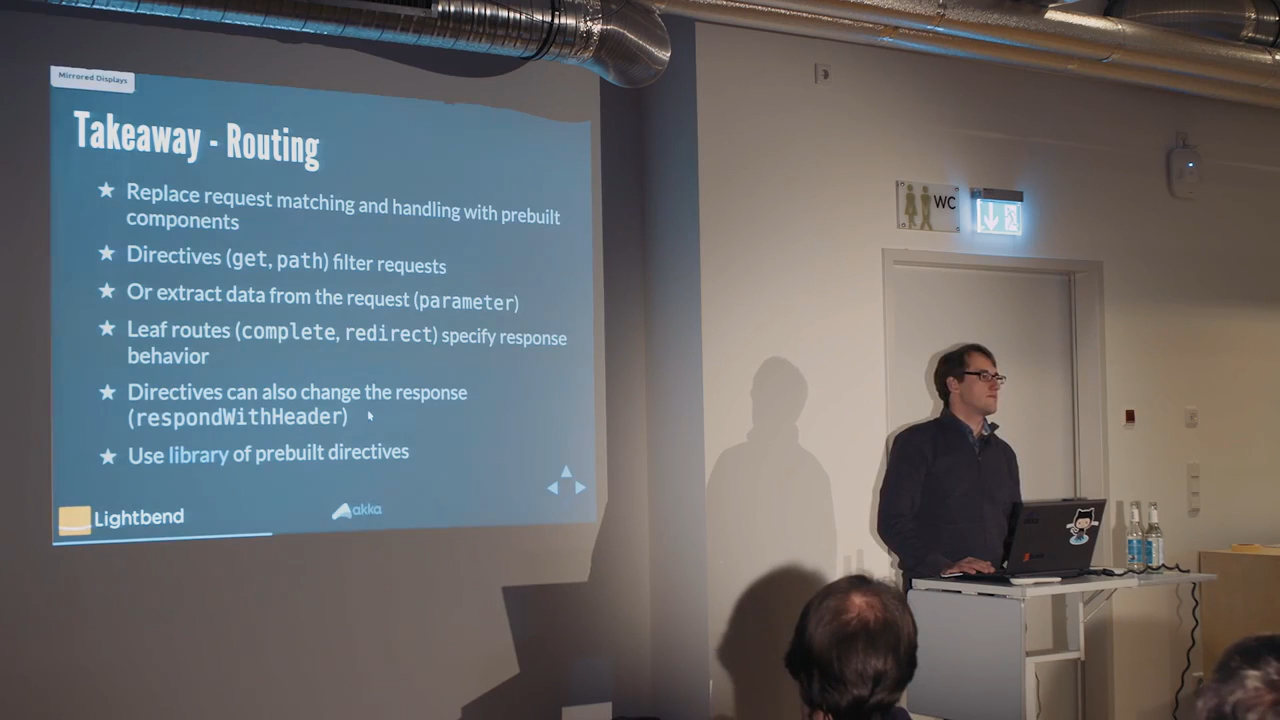 Mirrored Displays
Takeaway - Routing
Replace request matching and handling with prebuilt
components
Directives (get, path) filter requests
Or extract data from the request (parameter)
Leaf routes (complete, redirect) specify response
behavior
Directives can also change the response
(respondWithHeader)
Use library of prebuilt directives
Lightbend
akka
WC